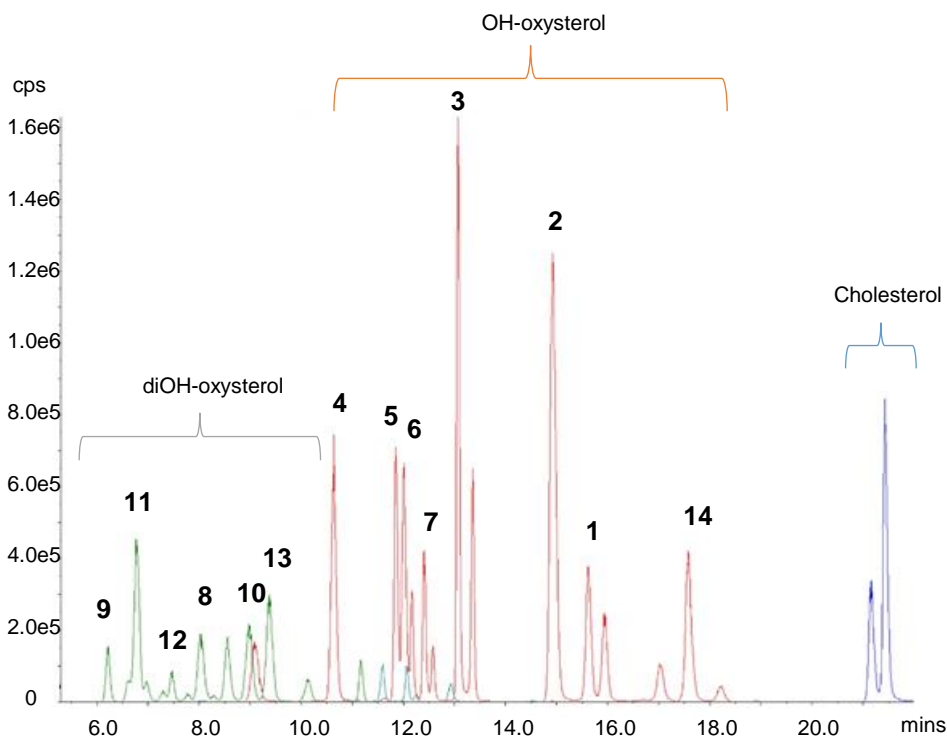 OH-oxysterol
cps
3
1.6e6
1.4e6
2
1.2e6
Cholesterol
1.0e6
diOH-oxysterol
4
8.0e5
5
6
6.0e5
11
7
1
14
13
4.0e5
9
8
10
12
2.0e5
0
6.0 8.0 10.0 12.0 14.0 16.0 18.0 20.0 mins